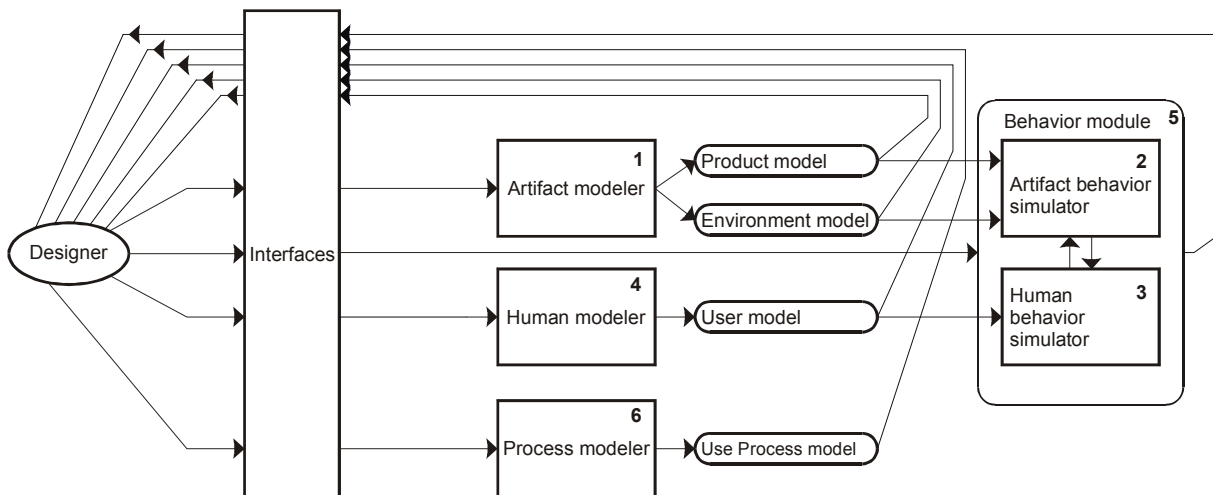 Behavior module 5
1
Product model
2
Artifact modeler
Artifact behavior
simulator
Environment model
Designer
Interfaces
4
Human modeler
User model
3
Human
behavior
simulator
6
Process modeler
Use Process model